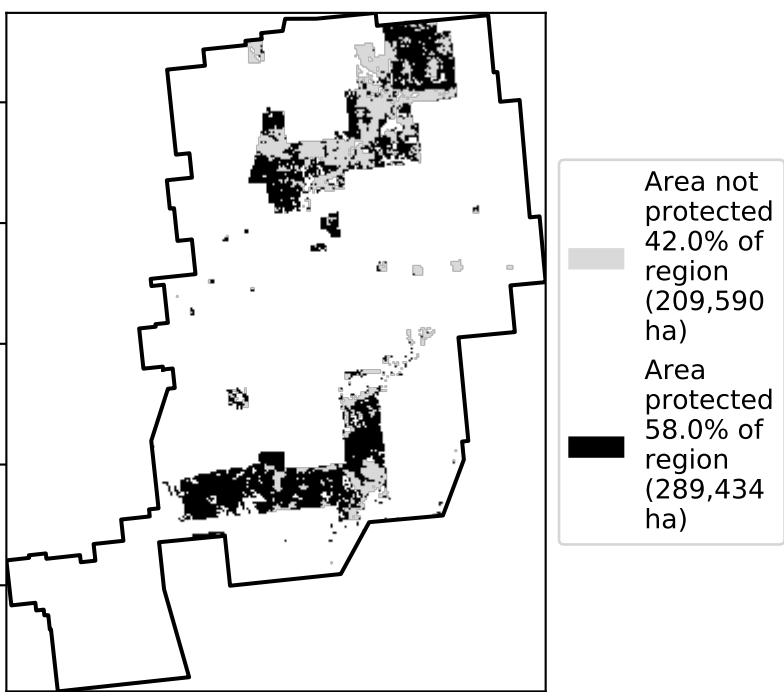 Area not
protected
42.0% of
region
(209,590
ha)
Area
protected
58.0% of
region
(289,434
ha)